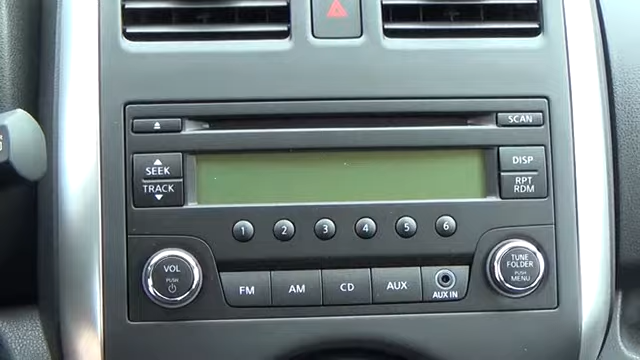 SCAN
SEEK
TRACK
DISP
RPT
RDM
1 2 3 4 5 6
VOL
PUSH
FM AM CD AUX
AUX IN
TUNE
FOLDER
PUSH
MENU